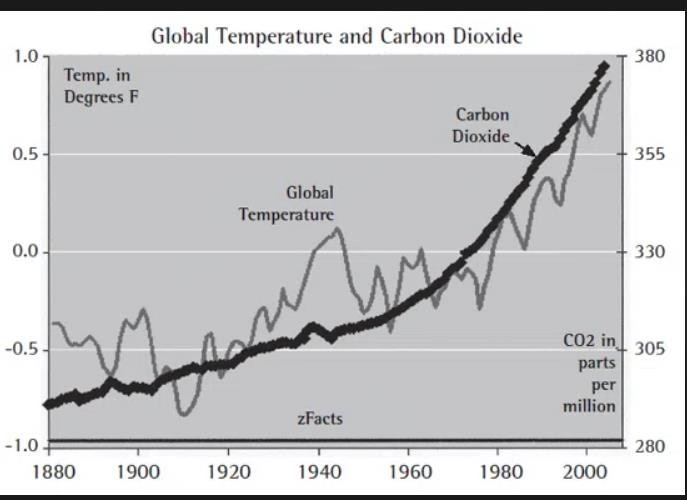 Global Temperature and Carbon Dioxide
1.0
380
Temp. in
Degrees F
Carbon
Dioxide
0.5
355
Global
Temperature
0.0
330
-0.5
305
CO2 in
parts
per
million
zFacts
-1.0
280
1880 1900 1920 1940 1960 1980 2000